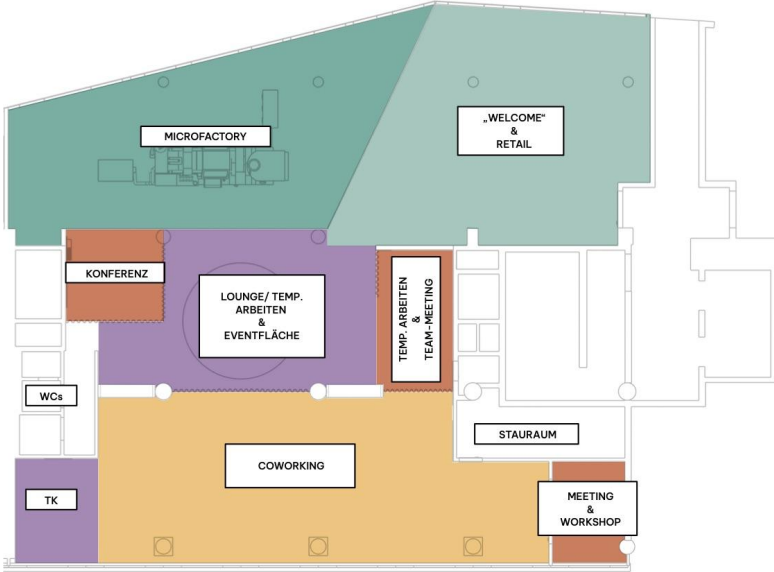 MICROFACTORY
„WELCOME“
&
RETAIL
KONFERENZ
LOUNGE/ TEMP.
ARBEITEN
&
EVENTFLÄCHE
TEMP. ARBEITEN
&
TEAM-MEETING
WCs
STAURAUM
COWORKING
TK
MEETING
&
WORKSHOP